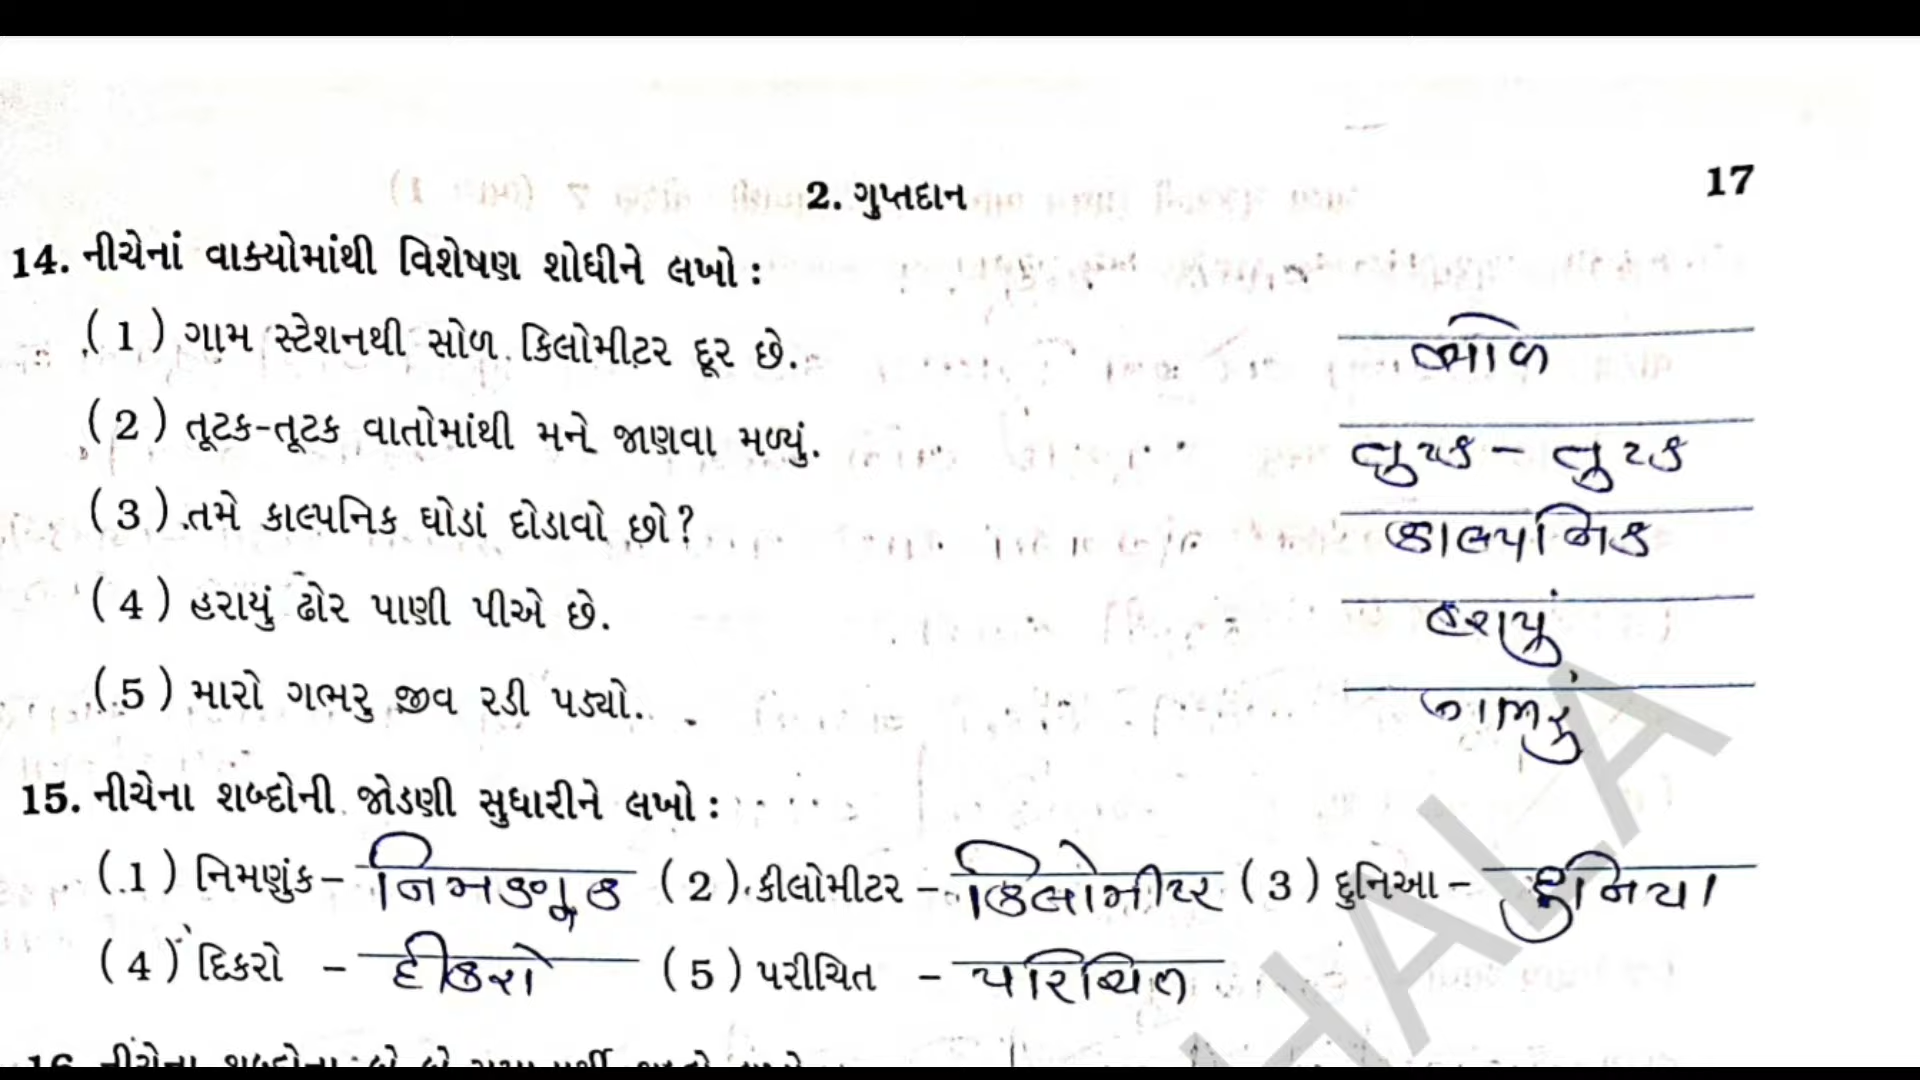 2. ગુપ્તદાન 17
14. નીચેનાં વાક્યોમાંથી વિશેષણ શોધીને લખો :
(1) ગામ સ્ટેશનથી સોળ કિલોમીટર દૂર છે. સોળ
(2) તૂટક-તૂટક વાતોમાંથી મને જાણવા મળ્યું. તુટક - તુટક
(3) તમે કાલ્પનિક ઘોડાં દોડાવો છો? કાલ્પનિક
(4) હરાયું ઢોર પાણી પીએ છે. હરાયું
(5) મારો ગભરુ જીવ રડી પડ્યો. ગભરુ
15. નીચેના શબ્દોની જોડણી સુધારીને લખો :
(1) નિમણુંક – નિમણૂક (2) કીલોમીટર – કિલોમીટર (3) દુનિઆ – દુનિયા
(4) દિકરો – દીકરો (5) પરીચિત – પરિચિત
HALA